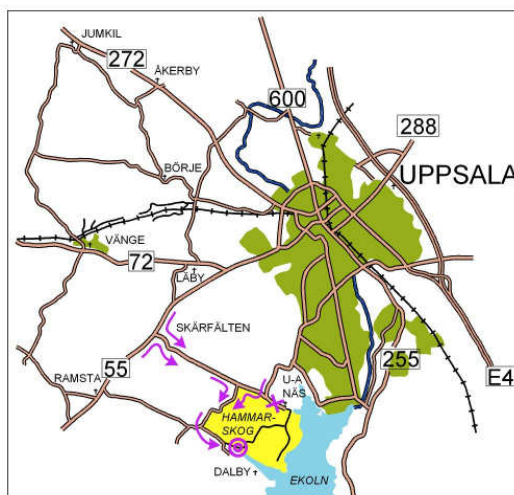 JUMKIL
272
ÅKERBY
600
288
BÖRJE
UPPSALA
VÄNGE
72
LÄBY
SKÄRFÄLTEN
55
RAMSTA
255
E4
U-A
NÄS
HAMMAR-
SKOG
DALBY
EKOLN